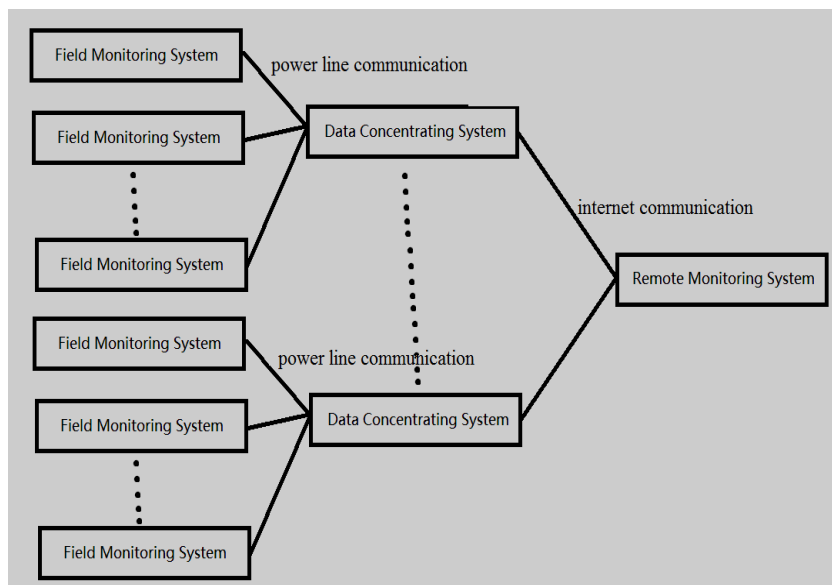 Field Monitoring System
power line communication
Field Monitoring System
Data Concentrating System
internet communication
Field Monitoring System
Remote Monitoring System
Field Monitoring System
power line communication
Field Monitoring System
Data Concentrating System
Field Monitoring System